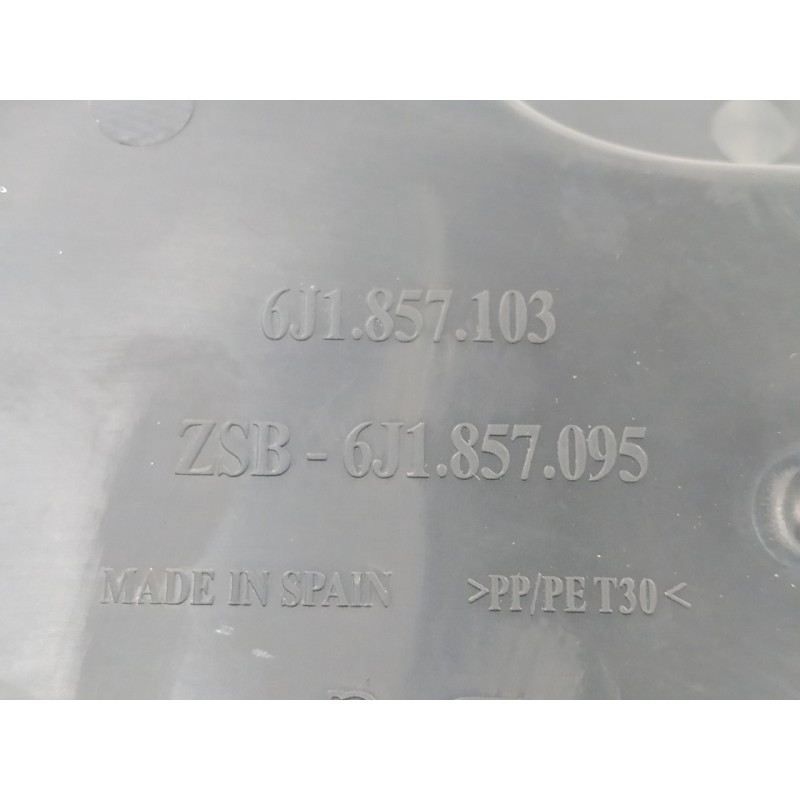 6J1.857.103
ZSB - 6J1.857.095
MADE IN SPAIN >PP/PE T30<